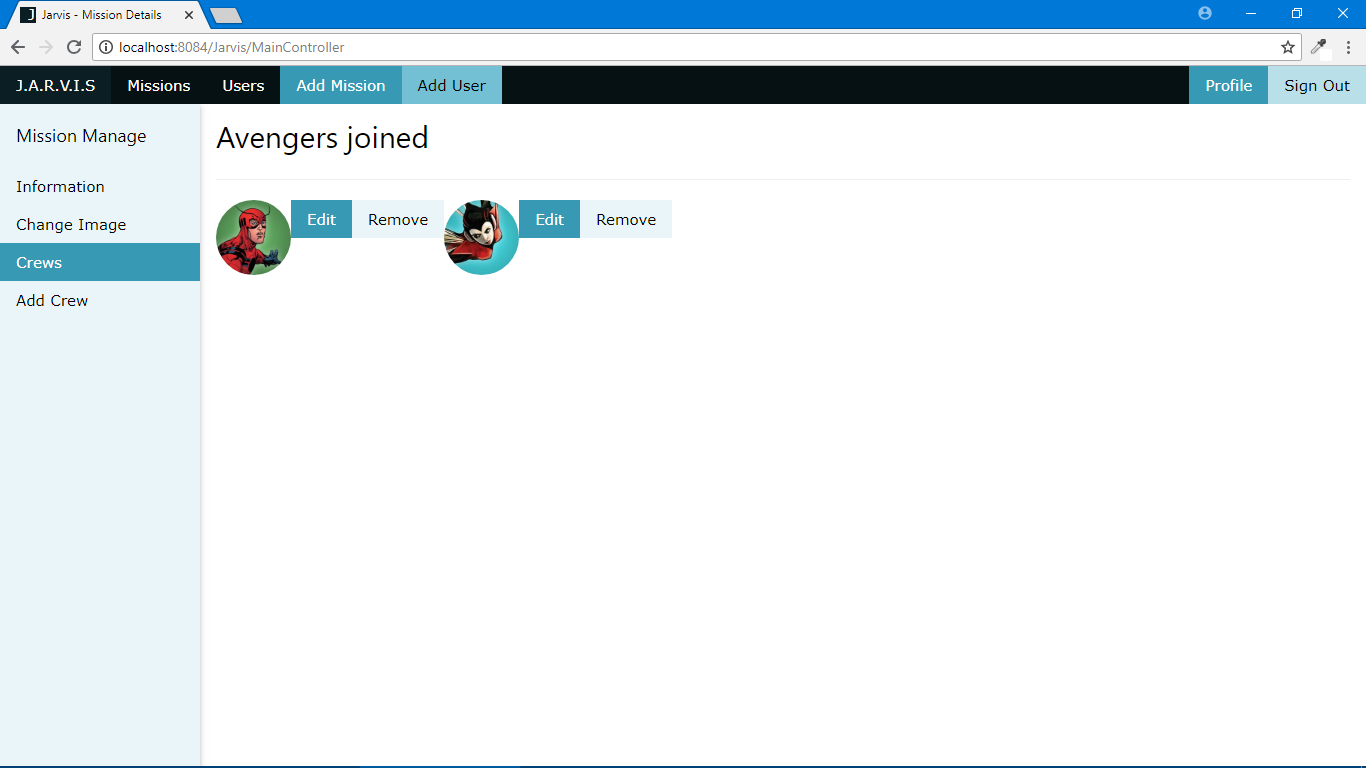 Jarvis - Mission Details
localhost:8084/Jarvis/MainController
J.A.R.V.I.S Missions Users Add Mission Add User Profile Sign Out
Mission Manage
Information
Change Image
Crews
Add Crew
Avengers joined
Edit Remove Edit Remove